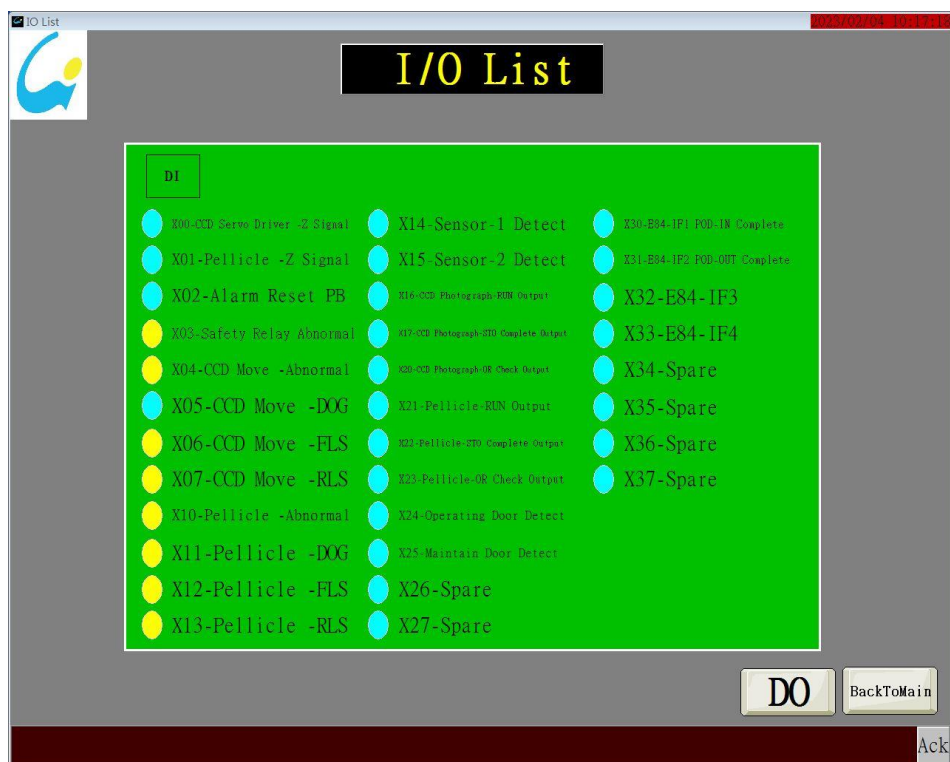 IO List
2023/02/04 10:17:19
I/O List
DI
X00-CCD Servo Driver -Z Signal
X01-Pellicle -Z Signal
X02-Alarm Reset PB
X03-Safety Relay Abnormal
X04-CCD Move -Abnormal
X05-CCD Move -DOG
X06-CCD Move -FLS
X07-CCD Move -RLS
X10-Pellicle -Abnormal
X11-Pellicle -DOG
X12-Pellicle -FLS
X13-Pellicle -RLS
X14-Sensor-1 Detect
X15-Sensor-2 Detect
X16-CCD Photograph-RUN Output
X17-CCD Photograph-STO Complete Output
X20-CCD Photograph-OR Check Output
X21-Pellicle-RUN Output
X22-Pellicle-STO Complete Output
X23-Pellicle-OR Check Output
X24-Operating Door Detect
X25-Maintain Door Detect
X26-Spare
X27-Spare
X30-E84-IF1 POD-IN Complete
X31-E84-IF2 POD-OUT Complete
X32-E84-IF3
X33-E84-IF4
X34-Spare
X35-Spare
X36-Spare
X37-Spare
DO
BackToMain
Ack